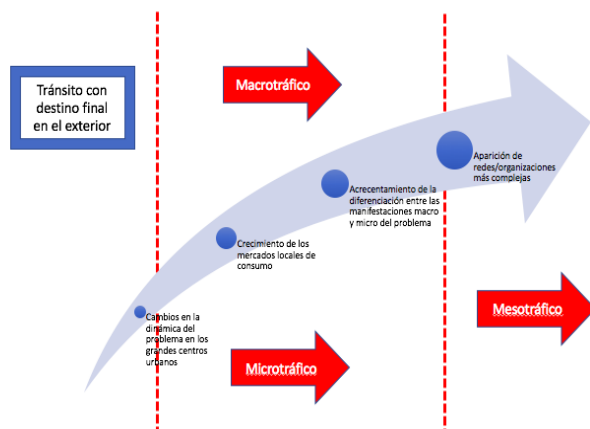 Tránsito con
destino final
en el exterior
Macrotráfico
Aparición de
redes/organizaciones
más complejas
Acrecentamiento de la
diferenciación entre las
manifestaciones macro
y micro del problema
Crecimiento de los
mercados locales de
consumo
Cambios en la
dinámica del
problema en los
grandes centros
urbanos
Mesotráfico
Microtráfico